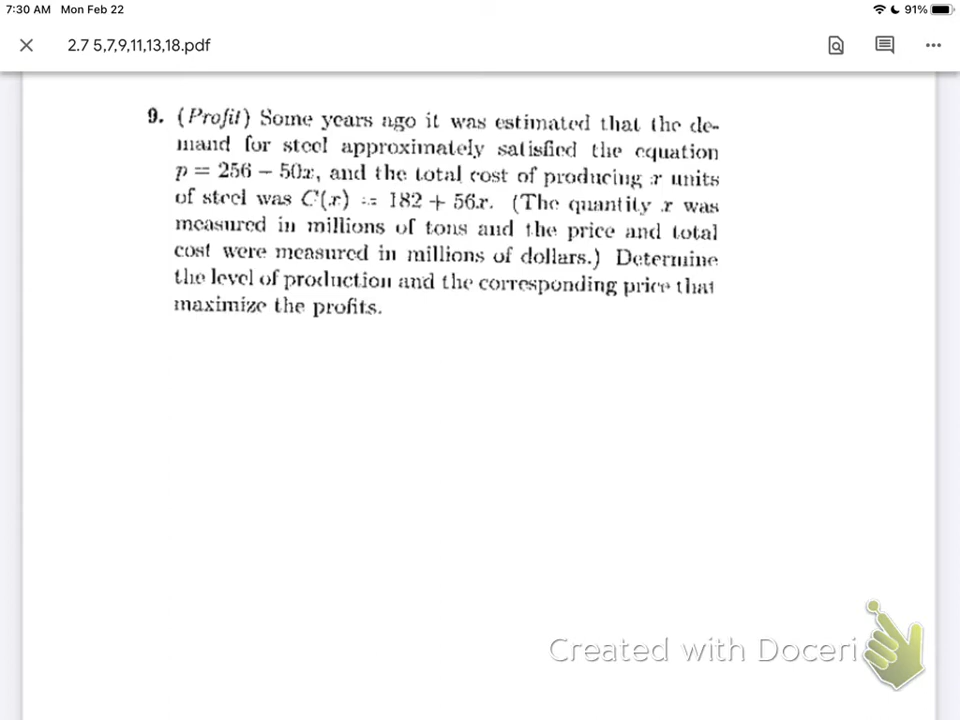 7:30 AM Mon Feb 22
91%
2.7 5,7,9,11,13,18.pdf
9. (Profit) Some years ago it was estimated that the de-
mand for steel approximately satisfied the equation
p = 256 − 50x, and the total cost of producing x units
of steel was C(x) = 182 + 56x. (The quantity x was
measured in millions of tons and the price and total
cost were measured in millions of dollars.) Determine
the level of production and the corresponding price that
maximize the profits.
Created with Doceri